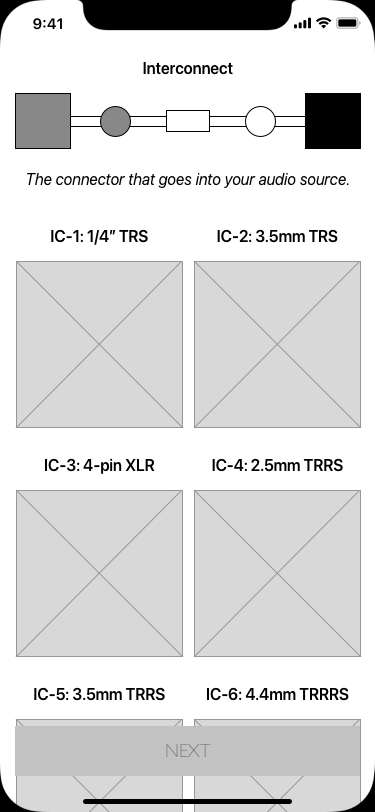 9:41
Interconnect
The connector that goes into your audio source.
IC-1: 1/4” TRS
IC-2: 3.5mm TRS
IC-3: 4-pin XLR
IC-4: 2.5mm TRRS
IC-5: 3.5mm TRRS
IC-6: 4.4mm TRRRS
NEXT